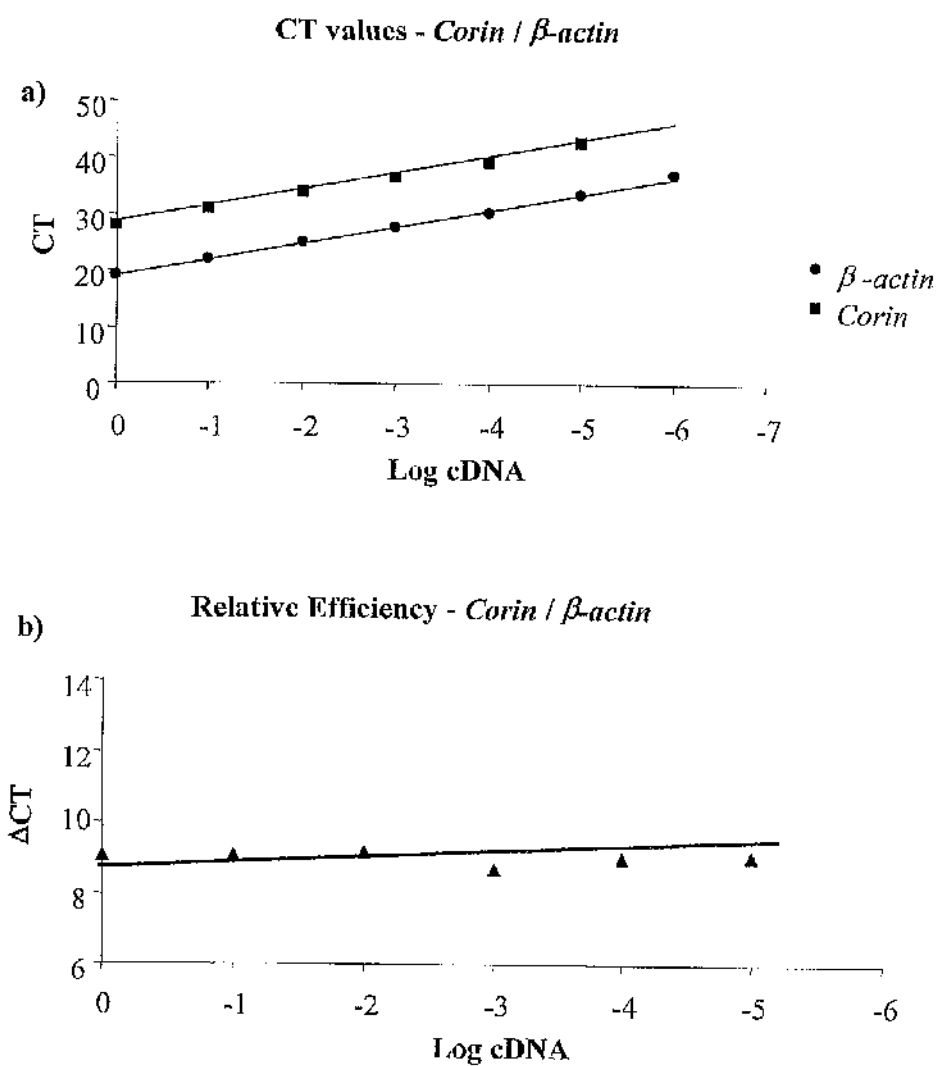 CT values - Corin / β-actin
a)
50
40
30
20
10
0
CT
0 -1 -2 -3 -4 -5 -6 -7
Log cDNA
β-actin
Corin
Relative Efficiency - Corin / β-actin
b)
14
12
10
8
6
ΔCT
0 -1 -2 -3 -4 -5 -6
Log cDNA